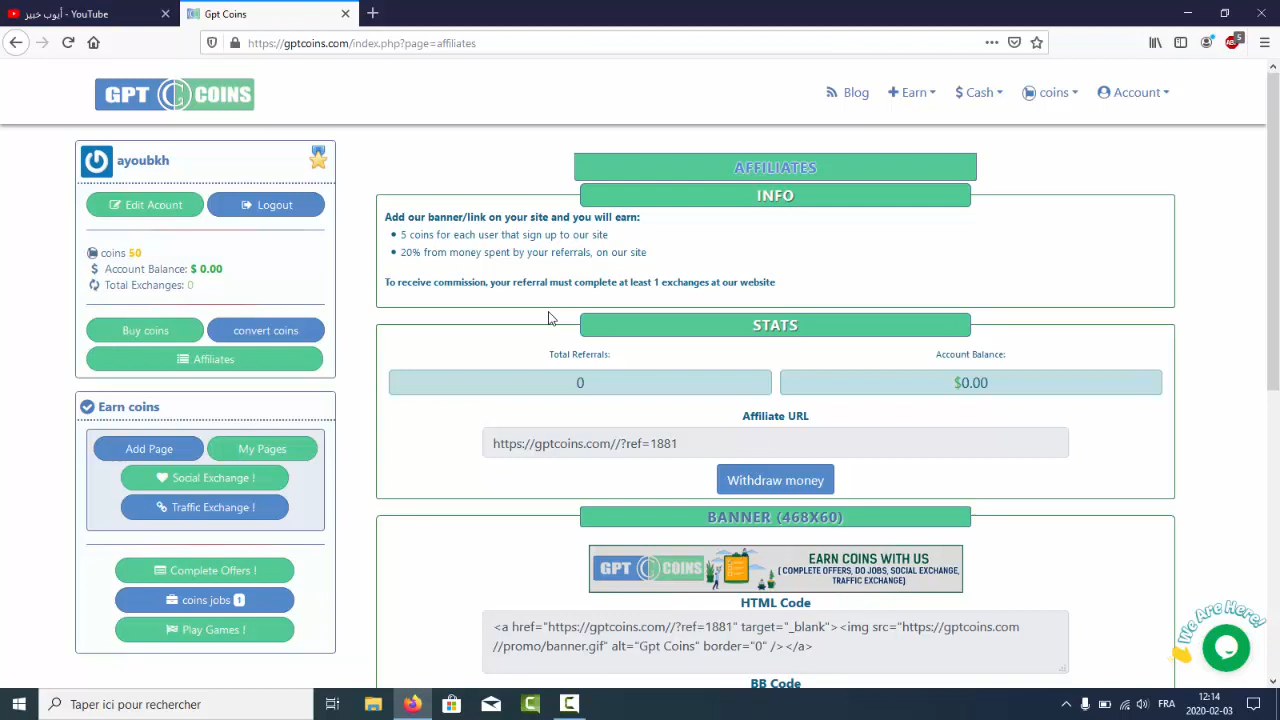 أيوب خبيز - YouTube
Gpt Coins
https://gptcoins.com/index.php?page=affiliates
5
GPT COINS
Blog
Earn
$ Cash
coins
Account
ayoubkh
Edit Acount
Logout
coins 50
$ Account Balance: $ 0.00
Total Exchanges: 0
Buy coins
convert coins
Affiliates
Earn coins
Add Page
My Pages
Social Exchange !
Traffic Exchange !
Complete Offers !
coins jobs 1
Play Games !
AFFILIATES
INFO
Add our banner/link on your site and you will earn:
5 coins for each user that sign up to our site
20% from money spent by your referrals, on our site
To receive commission, your referral must complete at least 1 exchanges at our website
STATS
Total Referrals:
Account Balance:
0
$0.00
Affiliate URL
https://gptcoins.com//?ref=1881
Withdraw money
BANNER (468X60)
GPT COINS
EARN COINS WITH US
( COMPLETE OFFERS, DO JOBS, SOCIAL EXCHANGE,
TRAFFIC EXCHANGE)
HTML Code
<a href="https://gptcoins.com//?ref=1881" target="_blank"><img src="https://gptcoins.com
//promo/banner.gif" alt="Gpt Coins" border="0" /></a>
BB Code
We Are Here!
Taper ici pour rechercher
FRA
12:14
2020-02-03